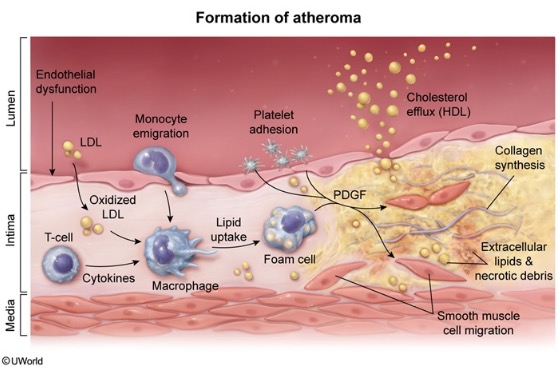 Formation of atheroma
Lumen
Endothelial
dysfunction
LDL
Monocyte
emigration
Platelet
adhesion
Cholesterol
efflux (HDL)
Collagen
synthesis
Intima
Oxidized
LDL
PDGF
T-cell
Lipid
uptake
Cytokines
Macrophage
Foam cell
Extracellular
lipids &
necrotic debris
Media
Smooth muscle
cell migration
©UWorld